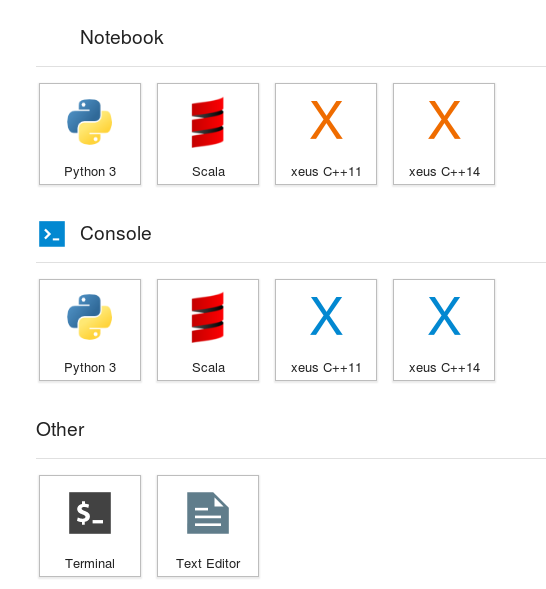 Notebook
Python 3
Scala
X
xeus C++11
X
xeus C++14
>_
Console
Python 3
Scala
X
xeus C++11
X
xeus C++14
Other
$_
Terminal
Text Editor